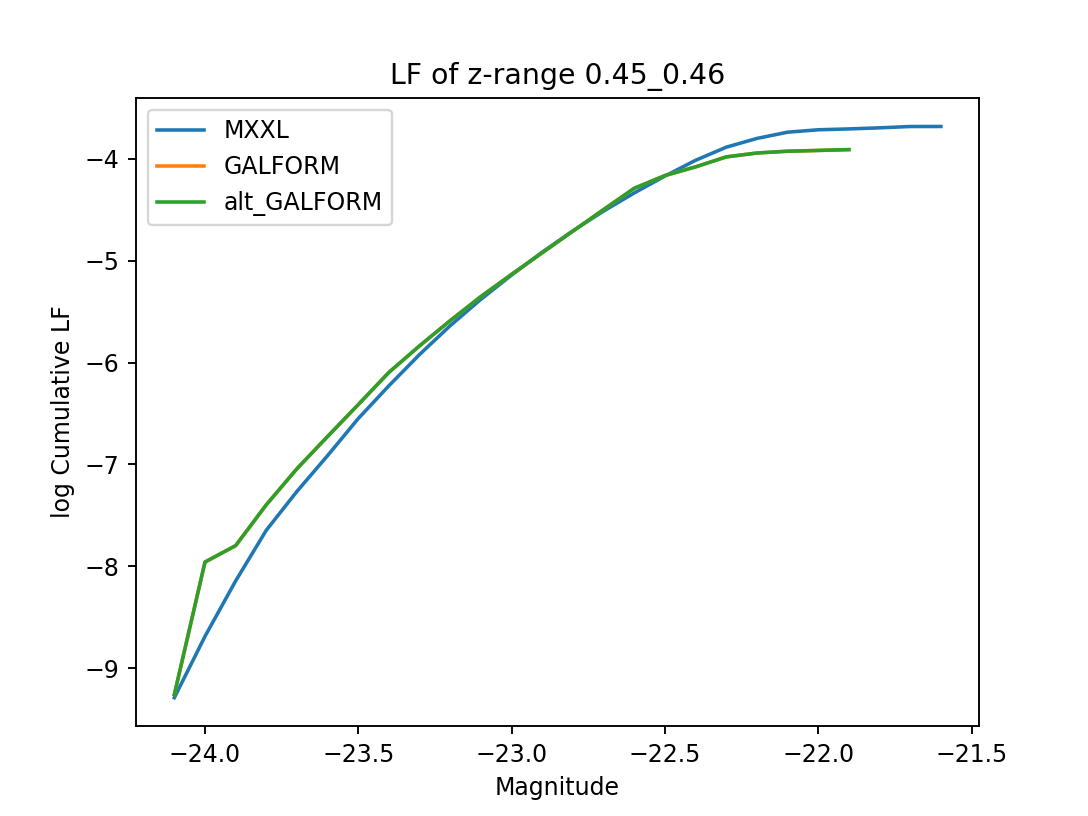 LF of z-range 0.45_0.46
MXXL
GALFORM
alt_GALFORM
log Cumulative LF
−4
−5
−6
−7
−8
−9
−24.0
−23.5
−23.0
−22.5
−22.0
−21.5
Magnitude